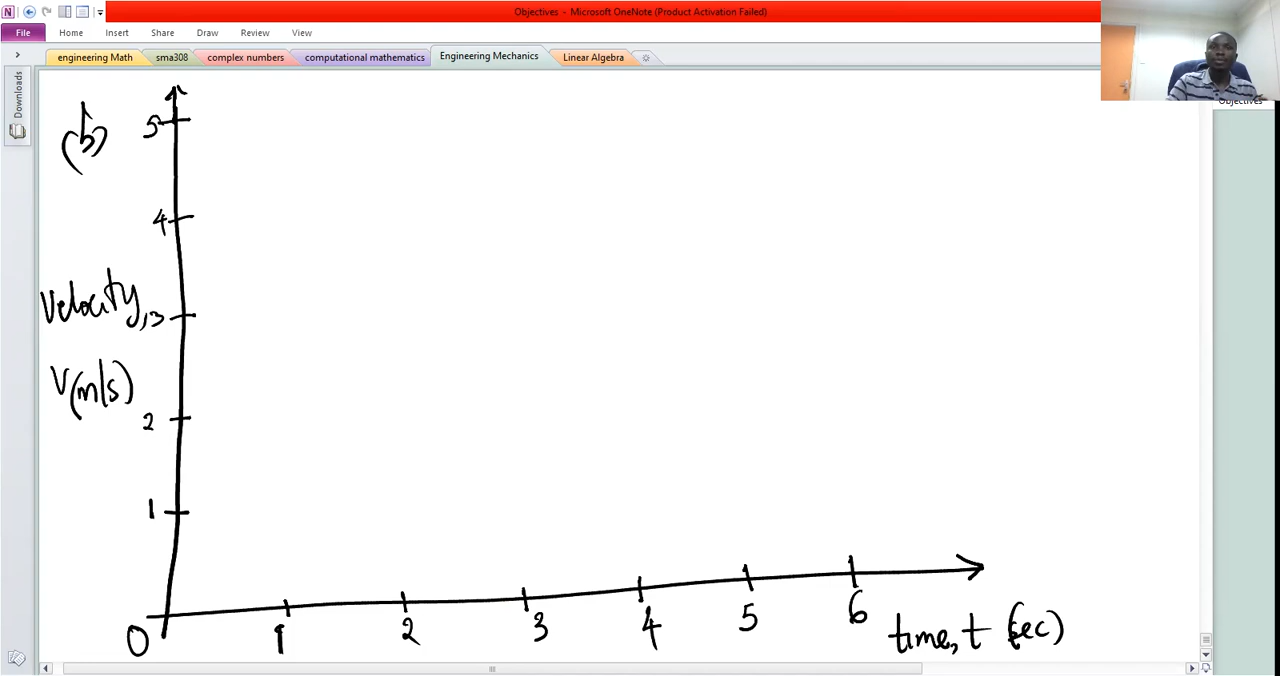 Objectives - Microsoft OneNote (Product Activation Failed)
File Home Insert Share Draw Review View
engineering Math sma308 complex numbers computational mathematics Engineering Mechanics Linear Algebra
Downloads
Objectives
(b)
5
4
Velocity, 3
V(m/s)
2
1
0 1 2 3 4 5 6
time, t (sec)